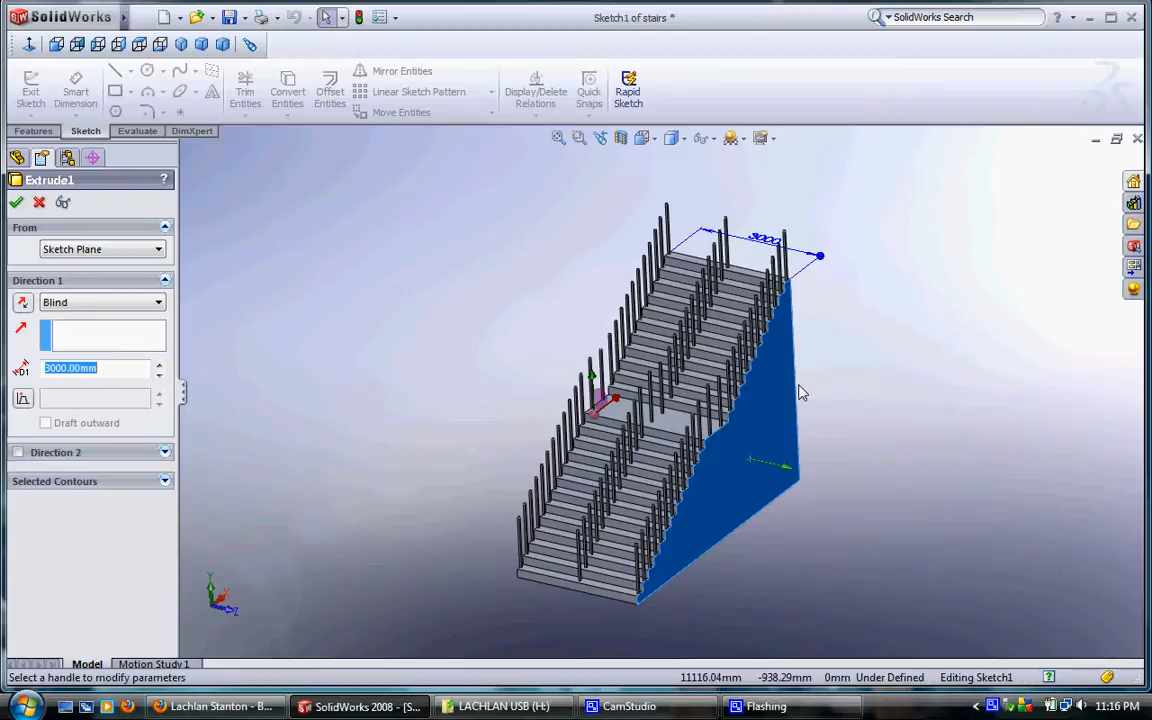 SolidWorks
Sketch1 of stairs *
SolidWorks Search
Exit Sketch
Smart Dimension
Trim Entities
Convert Entities
Offset Entities
Mirror Entities
Linear Sketch Pattern
Move Entities
Display/Delete Relations
Quick Snaps
Rapid Sketch
Features
Sketch
Evaluate
DimXpert
Extrude1
?
From
Sketch Plane
Direction 1
Blind
3000.00mm
Draft outward
Direction 2
Selected Contours
3000
Y
X
Z
Model
Motion Study 1
Select a handle to modify parameters
11116.04mm
-938.29mm
0mm
Under Defined
Editing Sketch1
Lachlan Stanton - B...
SolidWorks 2008 - [S...
LACHLAN USB (H:)
CamStudio
Flashing
11:16 PM